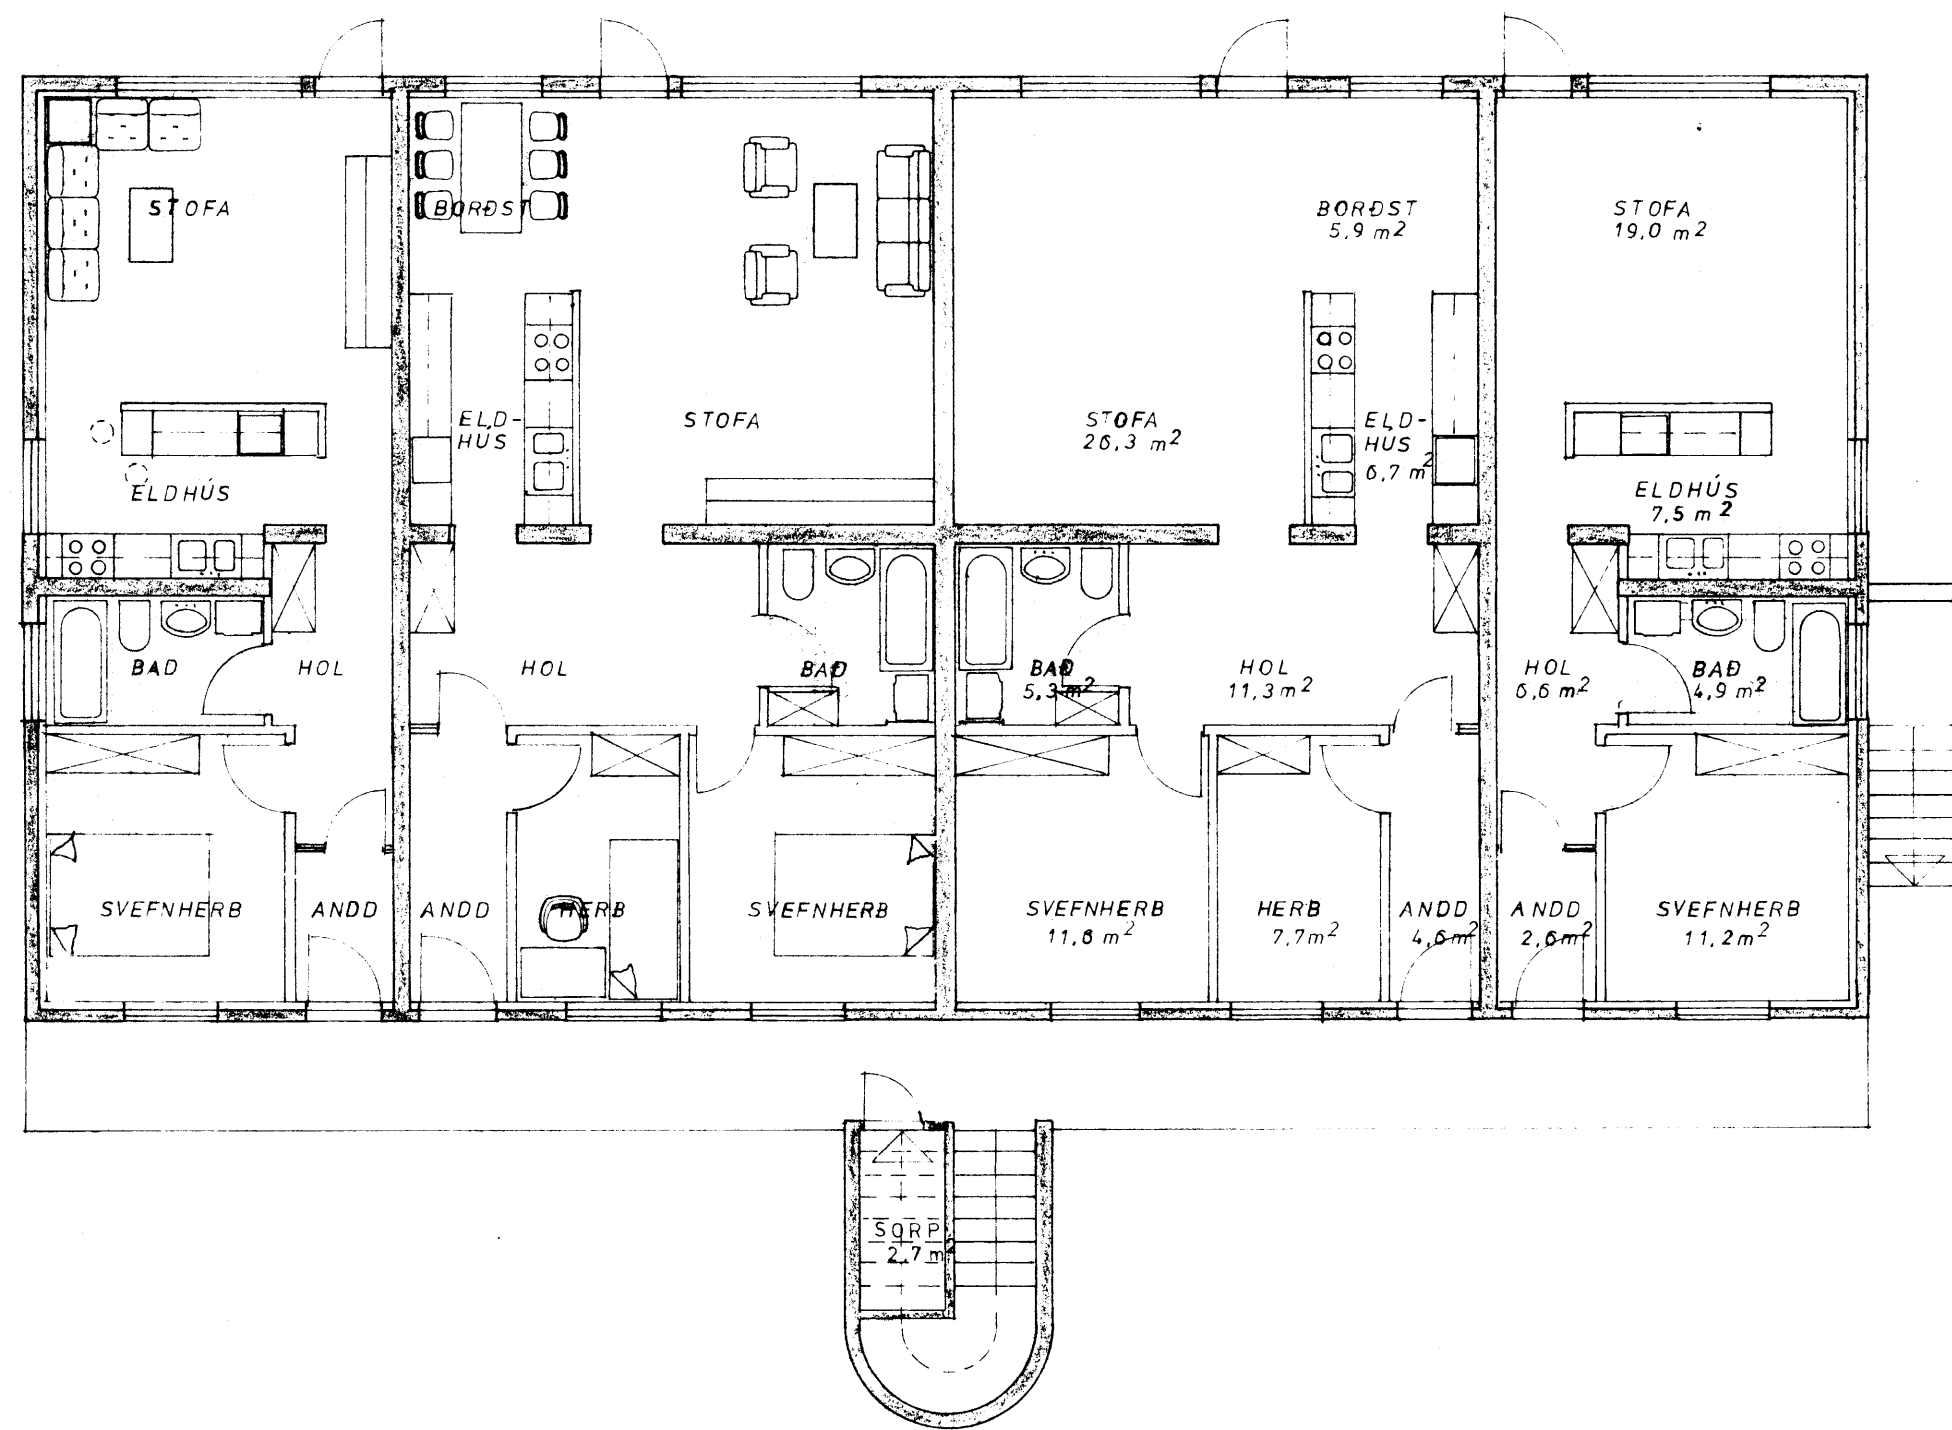 STOFA
BORÐST
BORÐST
5,9 m2
STOFA
19,0 m2
ELD-
HÚS
STOFA
STOFA
26,3 m2
ELD-
HÚS
6,7 m2
ELDHÚS
ELDHÚS
7,5 m2
BAÐ
HOL
HOL
BAÐ
BAÐ
5,3 m2
HOL
11,3 m2
HOL
6,6 m2
BAÐ
4,9 m2
SVEFNHERB
ANDD
ANDD
HERB
SVEFNHERB
SVEFNHERB
11,6 m2
HERB
7,7 m2
ANDD
4,6 m2
ANDD
2,6 m2
SVEFNHERB
11,2 m2
SORP
2,7 m2